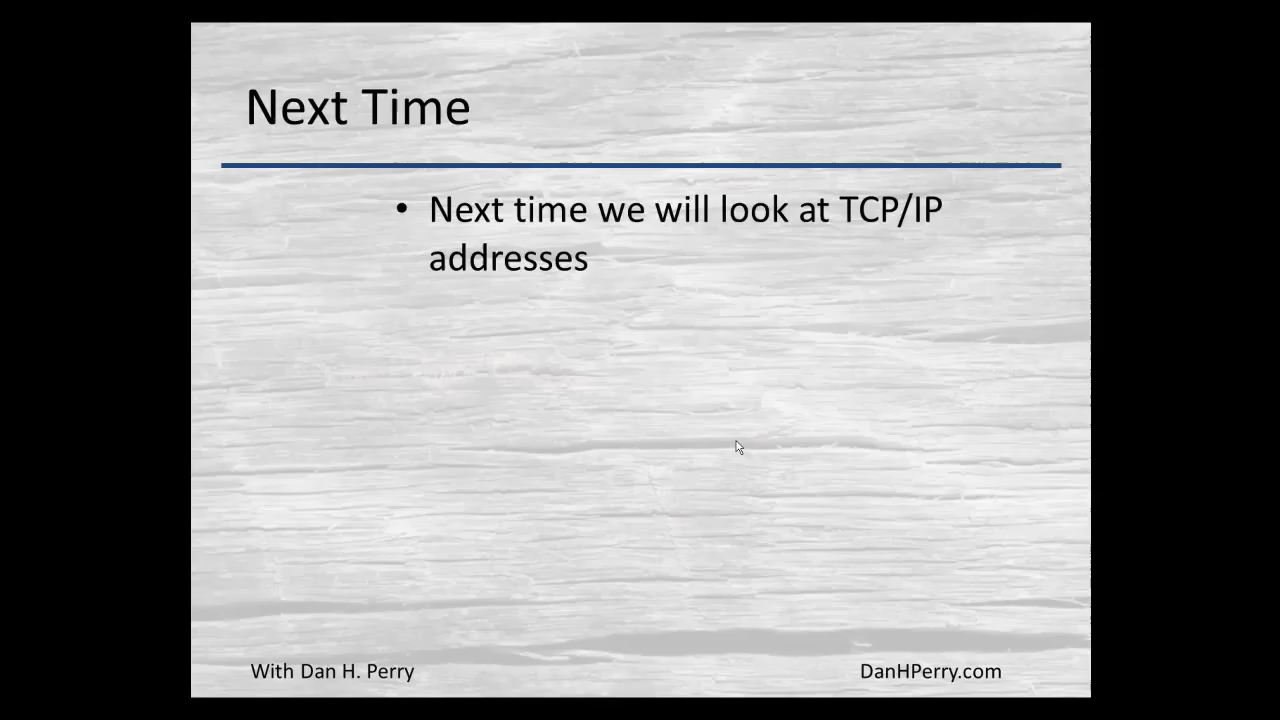 Next Time
• Next time we will look at TCP/IP
addresses
With Dan H. Perry
DanHPerry.com